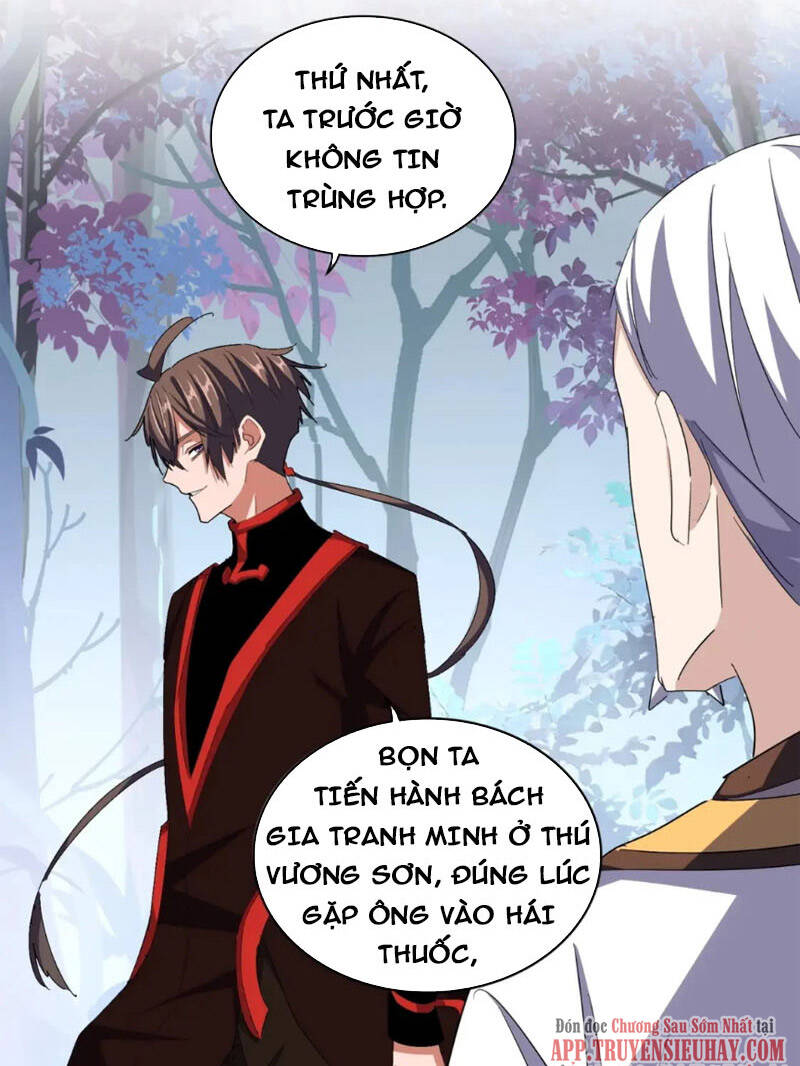 THỨ NHẤT,
TA TRƯỚC GIỜ
KHÔNG TIN
TRÙNG HỢP.
BỌN TA
TIẾN HÀNH BÁCH
GIA TRANH MINH Ở THÚ
VƯƠNG SƠN, ĐÚNG LÚC
GẶP ÔNG VÀO HÁI
THUỐC,
Đón đọc Chương Sau Sớm Nhất tại
APP.TRUYENSIEUHAY.COM